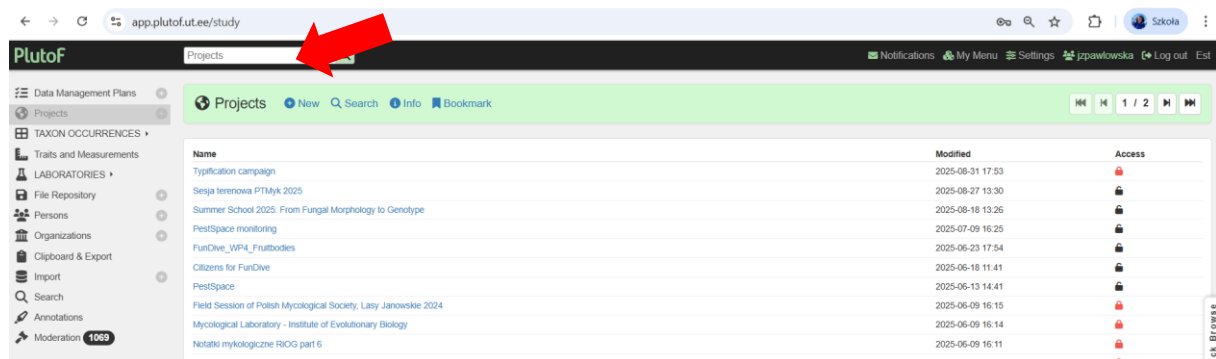 app.plutof.ut.ee/study
Szkoła
PlutoF
Projects
Notifications My Menu Settings jzpawlowska Log out Est
Data Management Plans
Projects
TAXON OCCURRENCES
Traits and Measurements
LABORATORIES
File Repository
Persons
Organizations
Clipboard & Export
Import
Search
Annotations
Moderation 1069
Projects New Search Info Bookmark
1 / 2
Name Modified Access
Typification campaign 2025-08-31 17:53
Sesja terenowa PTMyk 2025 2025-08-27 13:30
Summer School 2025: From Fungal Morphology to Genotype 2025-08-18 13:26
PestSpace monitoring 2025-07-09 16:25
FunDive_WP4_Fruitbodies 2025-06-23 17:54
Citizens for FunDive 2025-06-18 11:41
PestSpace 2025-06-13 14:41
Field Session of Polish Mycological Society, Lasy Janowskie 2024 2025-06-09 16:15
Mycological Laboratory - Institute of Evolutionary Biology 2025-06-09 16:14
Notatki mykologiczne RiOG part 6 2025-06-09 16:11
Browse